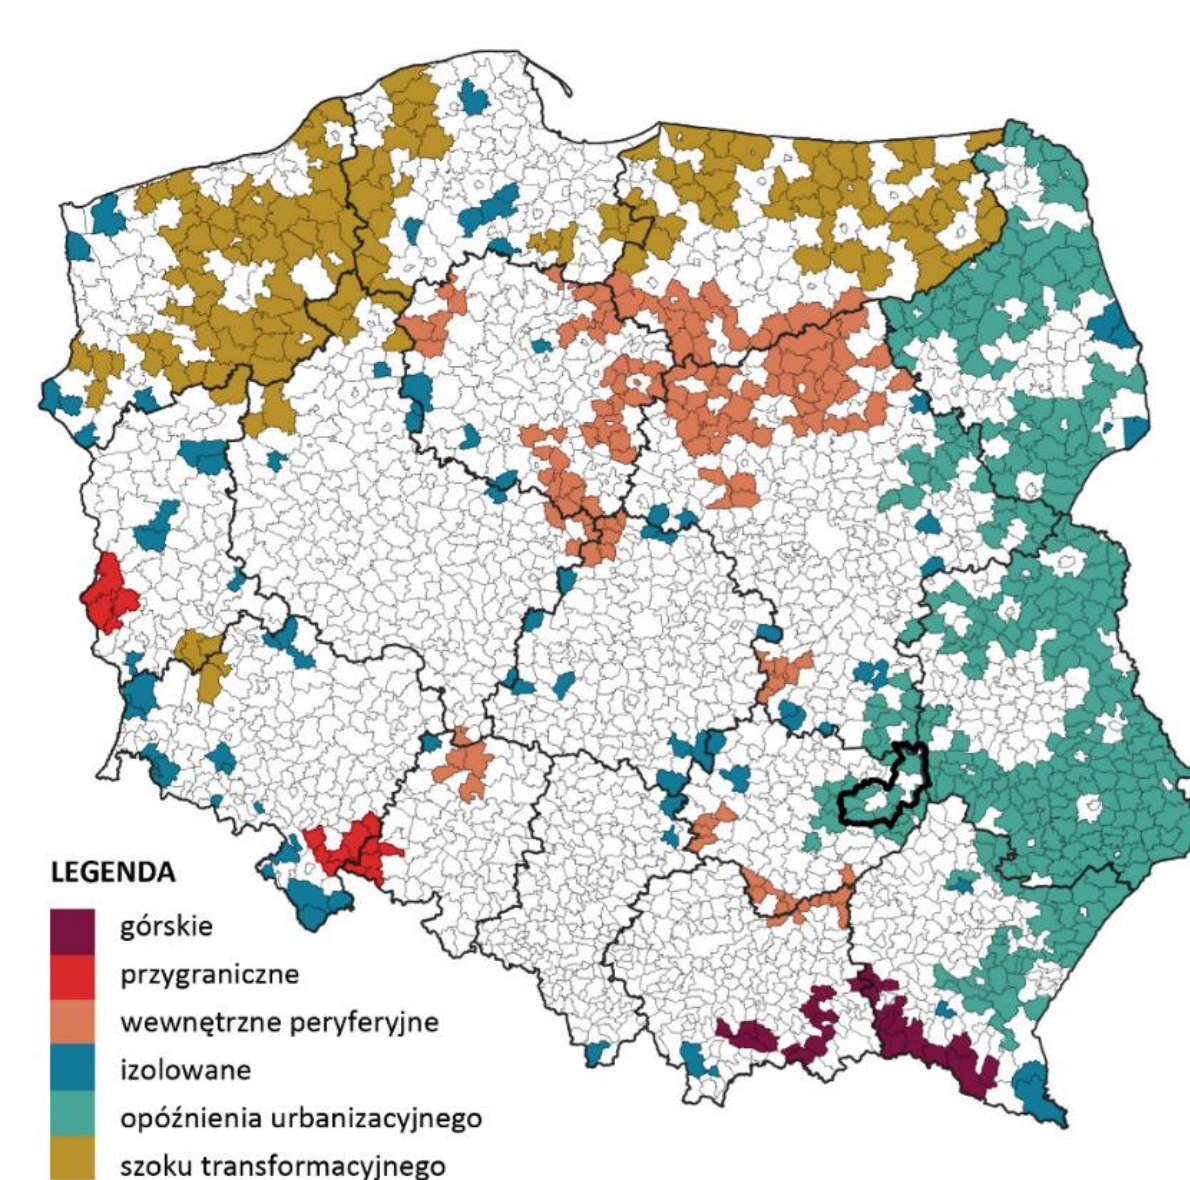 LEGENDA
górskie
przygraniczne
wewnętrzne peryferyjne
izolowane
opóźnienia urbanizacyjnego
szoku transformacyjnego